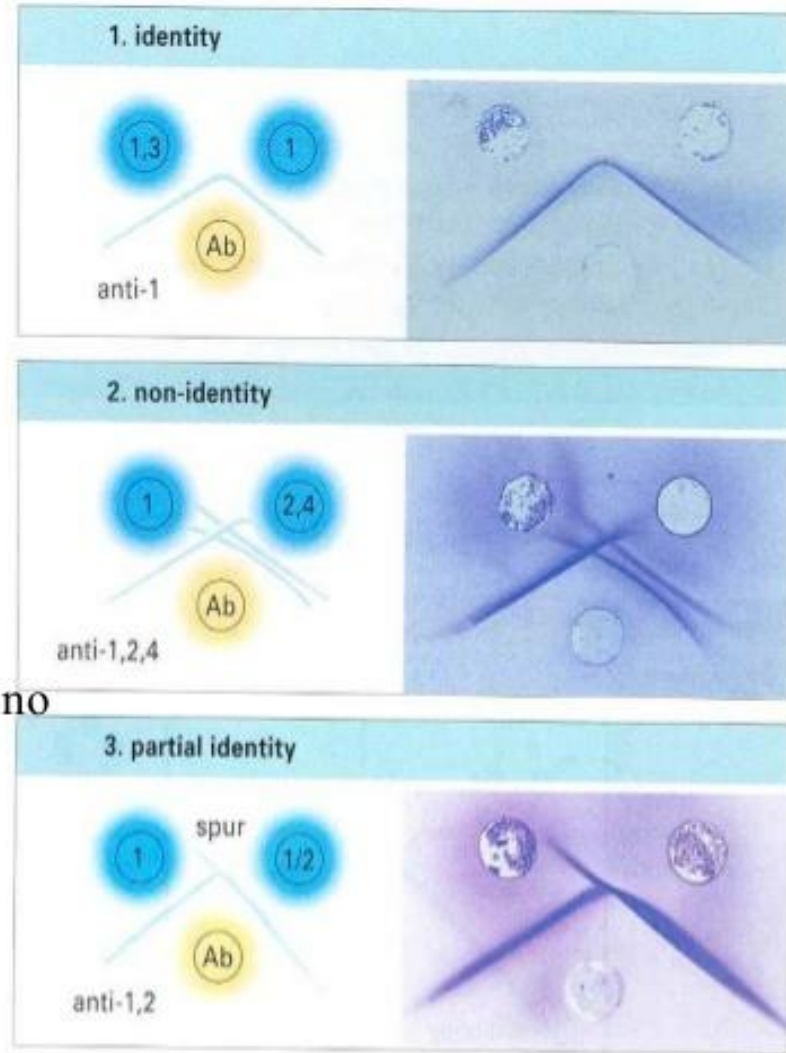 1. identity
1,3
1
Ab
anti-1
2. non-identity
1
2,4
Ab
anti-1,2,4
no
3. partial identity
spur
1
1/2
Ab
anti-1,2